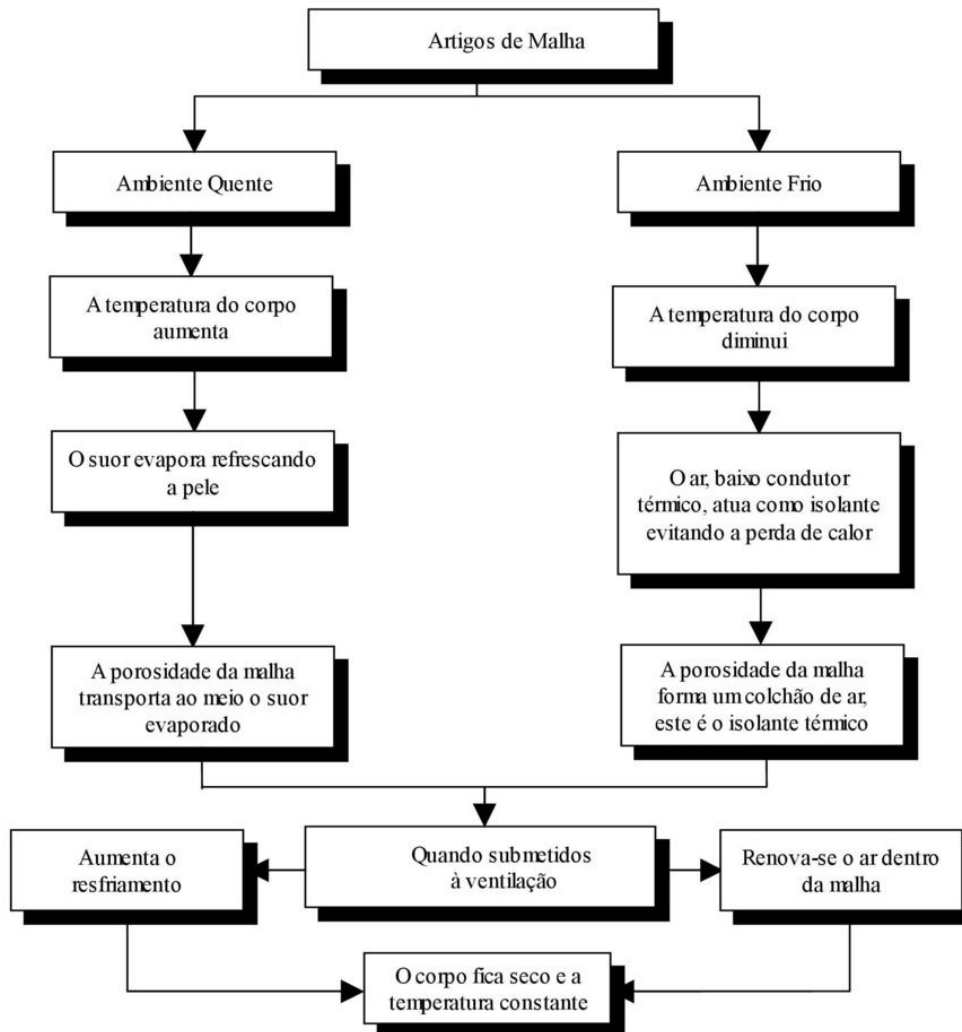 Artigos de Malha
Ambiente Quente
Ambiente Frio
A temperatura do corpo
aumenta
A temperatura do corpo
diminui
O suor evapora refrescando
a pele
O ar, baixo condutor
térmico, atua como isolante
evitando a perda de calor
A porosidade da malha
transporta ao meio o suor
evaporado
A porosidade da malha
forma um colchão de ar,
este é o isolante térmico
Aumenta o
resfriamento
Quando submetidos
à ventilação
Renova-se o ar dentro
da malha
O corpo fica seco e a
temperatura constante